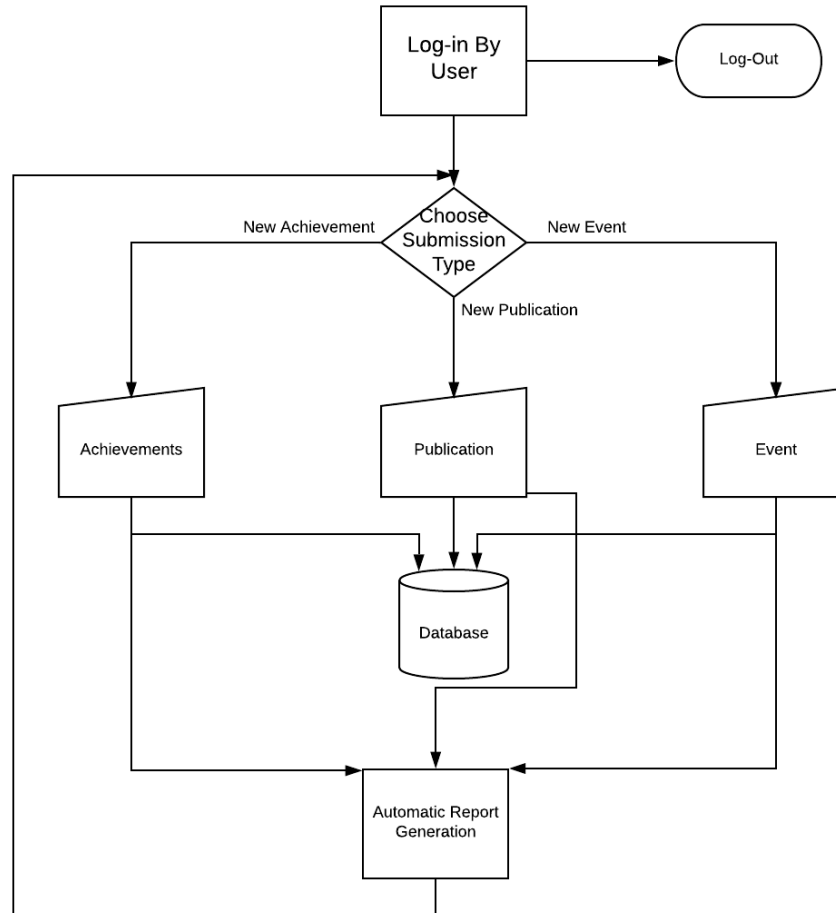 Log-in By
User
Log-Out
Choose
Submission
Type
New Achievement
New Event
New Publication
Achievements
Publication
Event
Database
Automatic Report
Generation